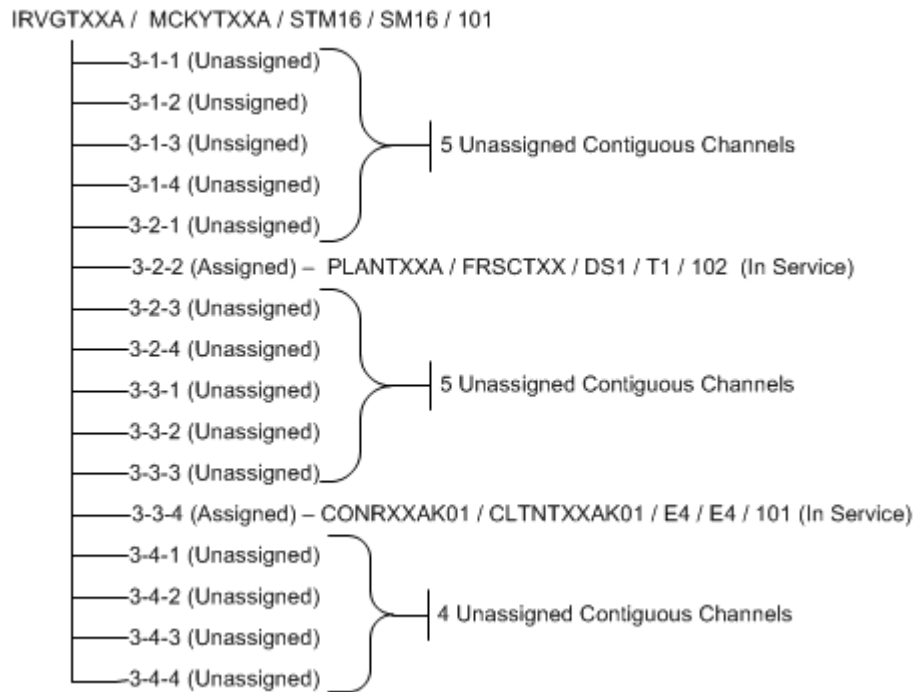 IRVGTXXA / MCKYTXXA / STM16 / SM16 / 101
3-1-1 (Unassigned)
3-1-2 (Unssigned)
3-1-3 (Unssigned)
5 Unassigned Contiguous Channels
3-1-4 (Unassigned)
3-2-1 (Unassigned)
3-2-2 (Assigned) – PLANTXXA / FRSCTXX / DS1 / T1 / 102 (In Service)
3-2-3 (Unassigned)
3-2-4 (Unassigned)
5 Unassigned Contiguous Channels
3-3-1 (Unassigned)
3-3-2 (Unassigned)
3-3-3 (Unassigned)
3-3-4 (Assigned) – CONRXXAK01 / CLTNTXXAK01 / E4 / E4 / 101 (In Service)
3-4-1 (Unassigned)
3-4-2 (Unassigned)
4 Unassigned Contiguous Channels
3-4-3 (Unassigned)
3-4-4 (Unassigned)